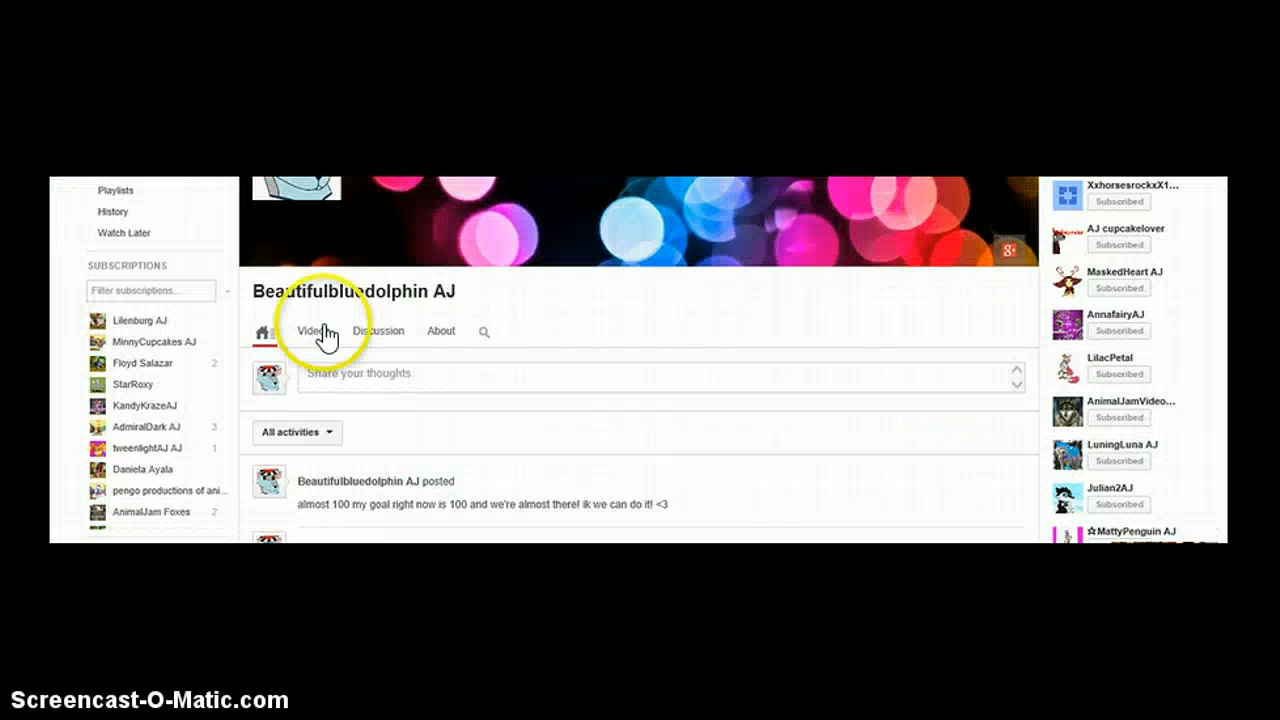 Playlists
History
Watch Later
SUBSCRIPTIONS
Filter subscriptions...
Lilenburg AJ
MinnyCupcakes AJ
Floyd Salazar 2
StarRoxy
KandyKrazeAJ
AdmiralDark AJ 3
tweenlightAJ AJ 1
Daniela Ayala
pengo productions of ani...
AnimalJam Foxes 2
g+
Beautifulbluedolphin AJ
Discussion About
Share your thoughts
All activities
Beautifulbluedolphin AJ posted
almost 100 my goal right now is 100 and we're almost there! ik we can do it! <3
XxhorsesrockxX1...
Subscribed
AJ cupcakelover
Subscribed
MaskedHeart AJ
Subscribed
AnnafairyAJ
Subscribed
LilacPetal
Subscribed
AnimalJamVideo...
Subscribed
LuningLuna AJ
Subscribed
Julian2AJ
Subscribed
☆MattyPenguin AJ
Screencast-O-Matic.com